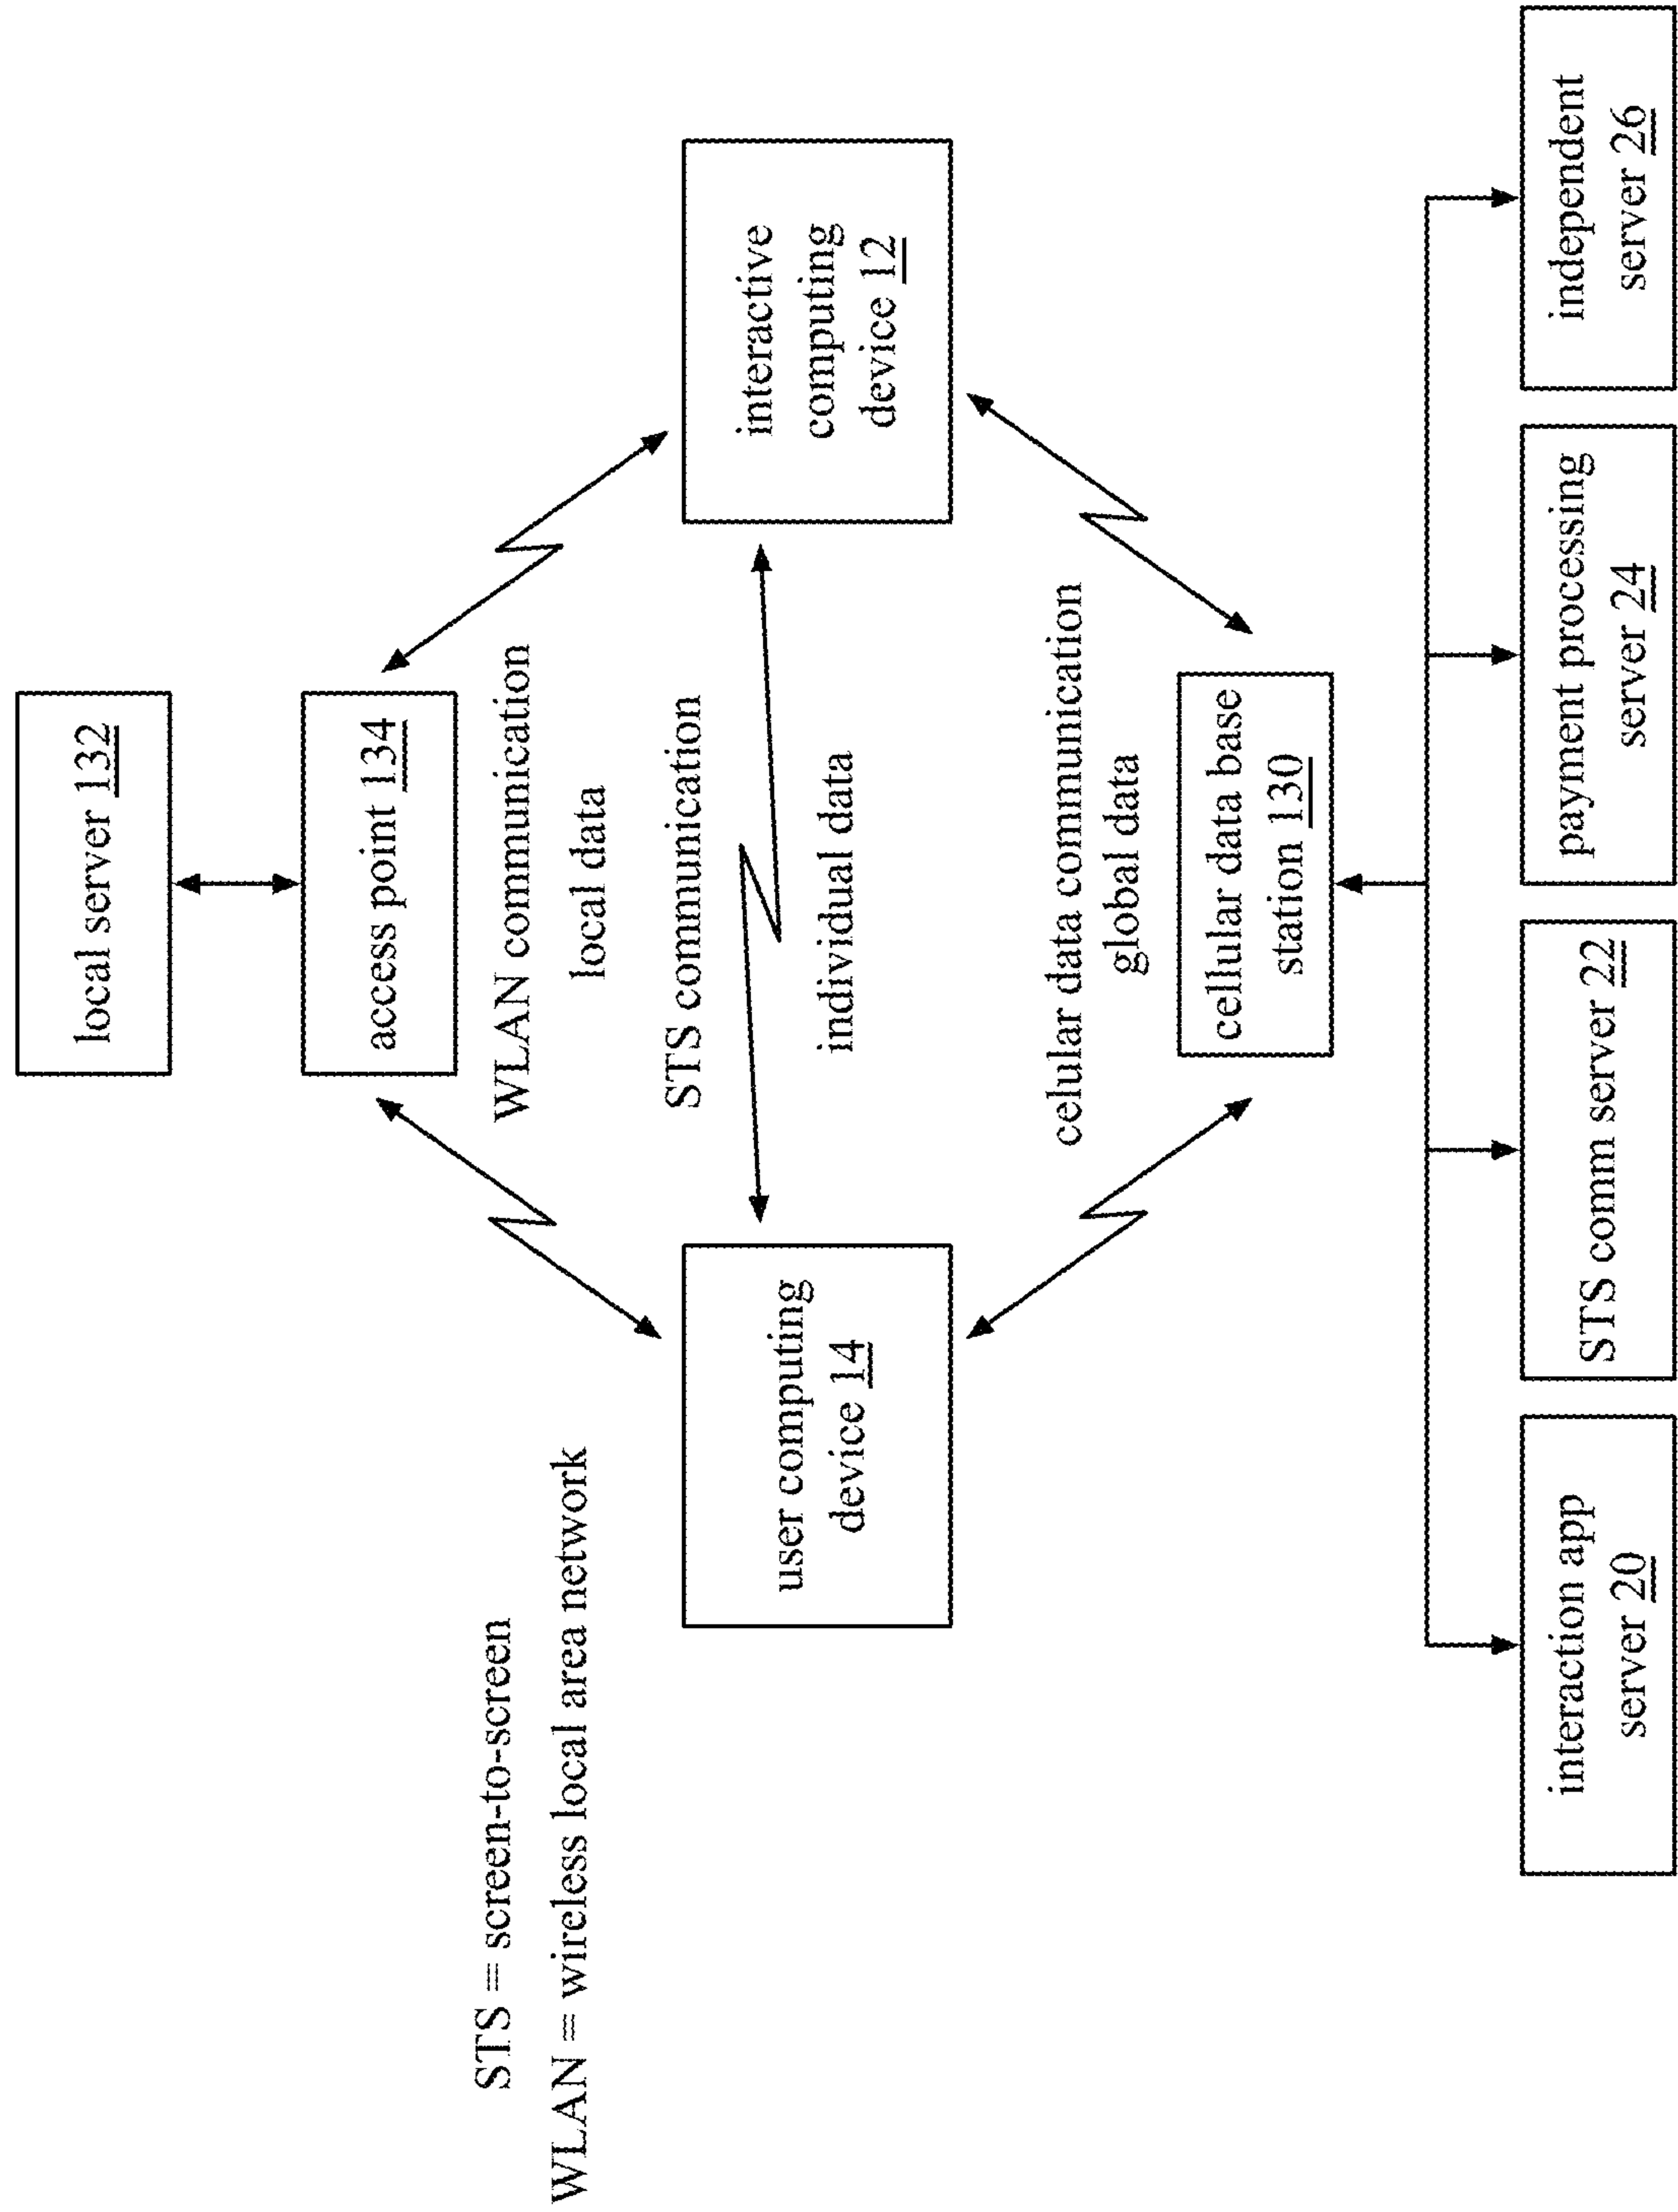 STS = screen-to-screen
WLAN = wireless local area network
local server 132
access point 134
WLAN communication
local data
STS communication
individual data
user computing
device 14
interactive
computing
device 12
celular data communication
global data
cellular data base
station 130
interaction app
server 20
STS comm server 22
payment processing
server 24
independent
server 26